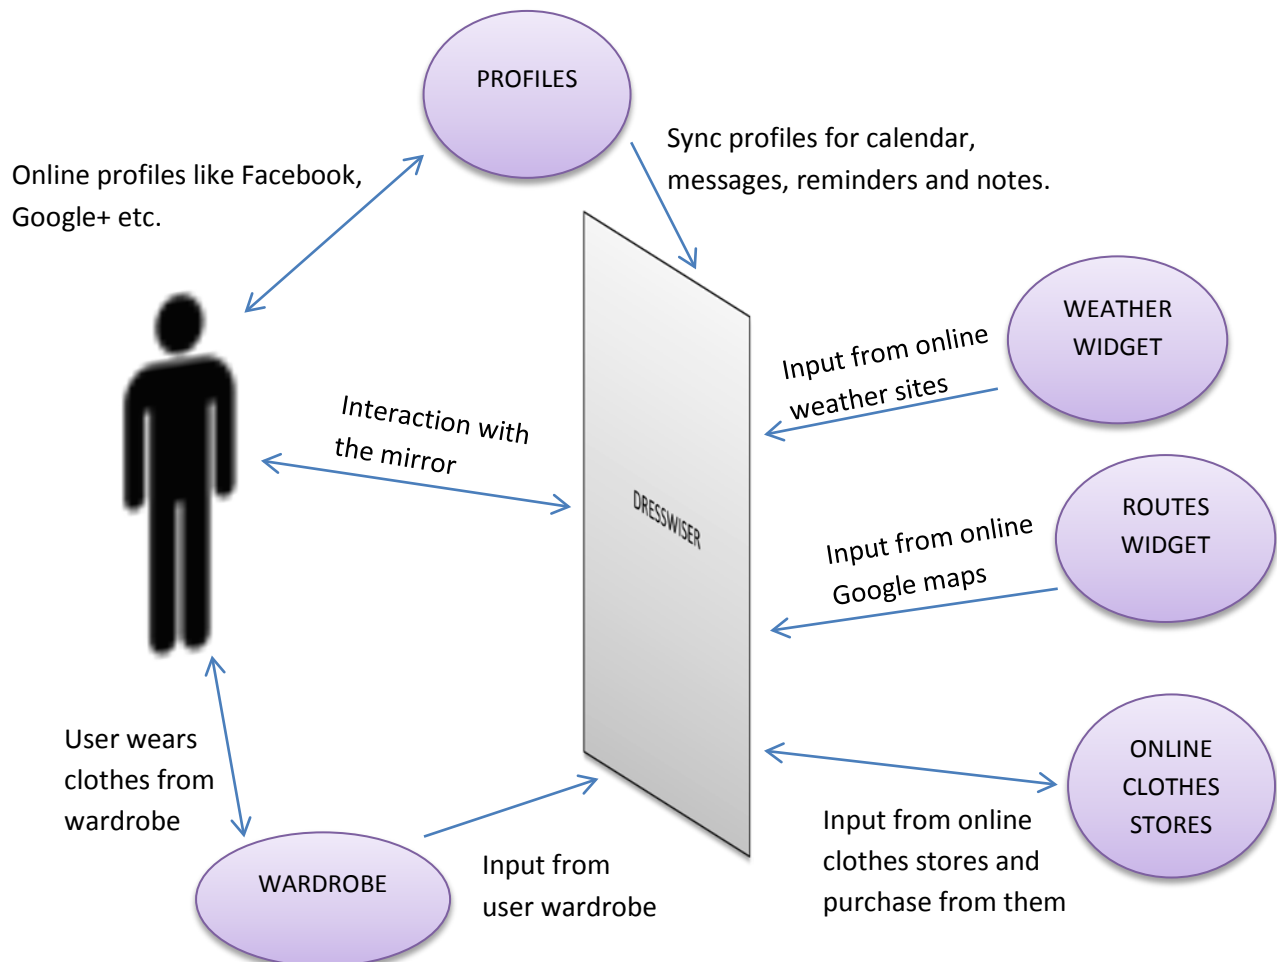 PROFILES
Sync profiles for calendar,
messages, reminders and notes.
Online profiles like Facebook,
Google+ etc.
WEATHER
WIDGET
Input from online
weather sites
Interaction with
the mirror
DRESSWISER
ROUTES
WIDGET
Input from online
Google maps
User wears
clothes from
wardrobe
ONLINE
CLOTHES
STORES
Input from online
clothes stores and
purchase from them
WARDROBE
Input from
user wardrobe